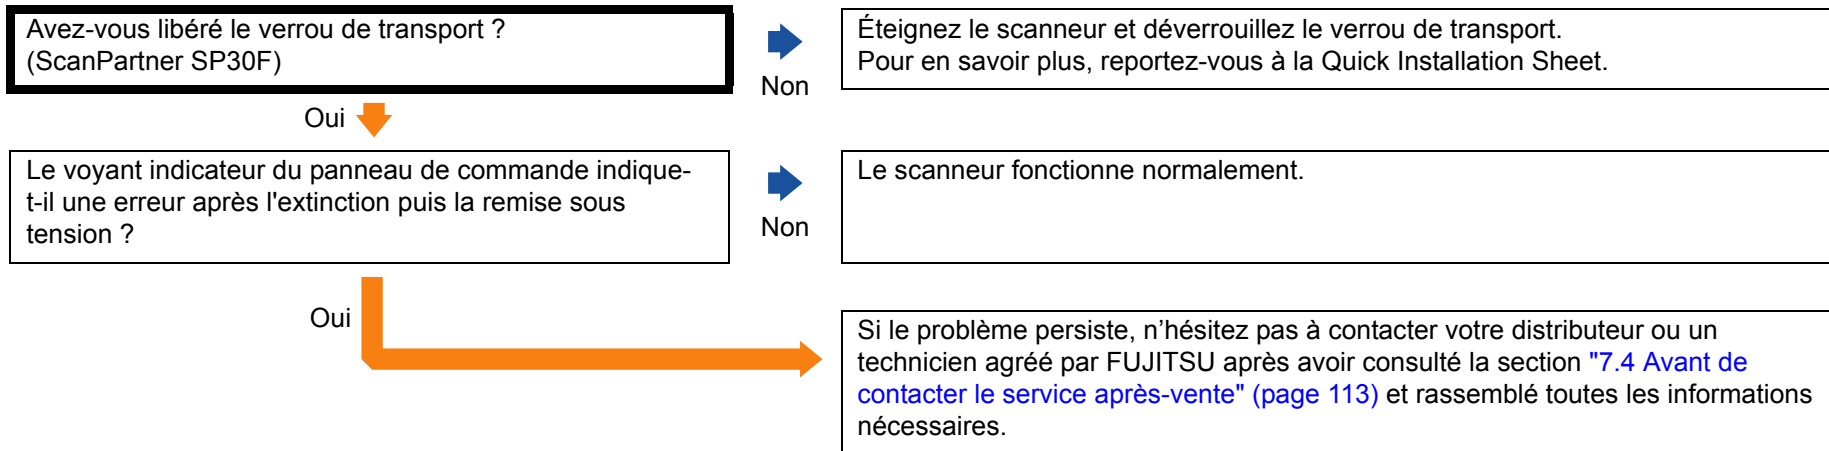 Avez-vous libéré le verrou de transport ?
(ScanPartner SP30F)
Non
Éteignez le scanneur et déverrouillez le verrou de transport.
Pour en savoir plus, reportez-vous à la Quick Installation Sheet.
Oui
Le voyant indicateur du panneau de commande indique-
t-il une erreur après l'extinction puis la remise sous
tension ?
Non
Le scanneur fonctionne normalement.
Oui
Si le problème persiste, n’hésitez pas à contacter votre distributeur ou un
technicien agréé par FUJITSU après avoir consulté la section "7.4 Avant de
contacter le service après-vente" (page 113) et rassemblé toutes les informations
nécessaires.